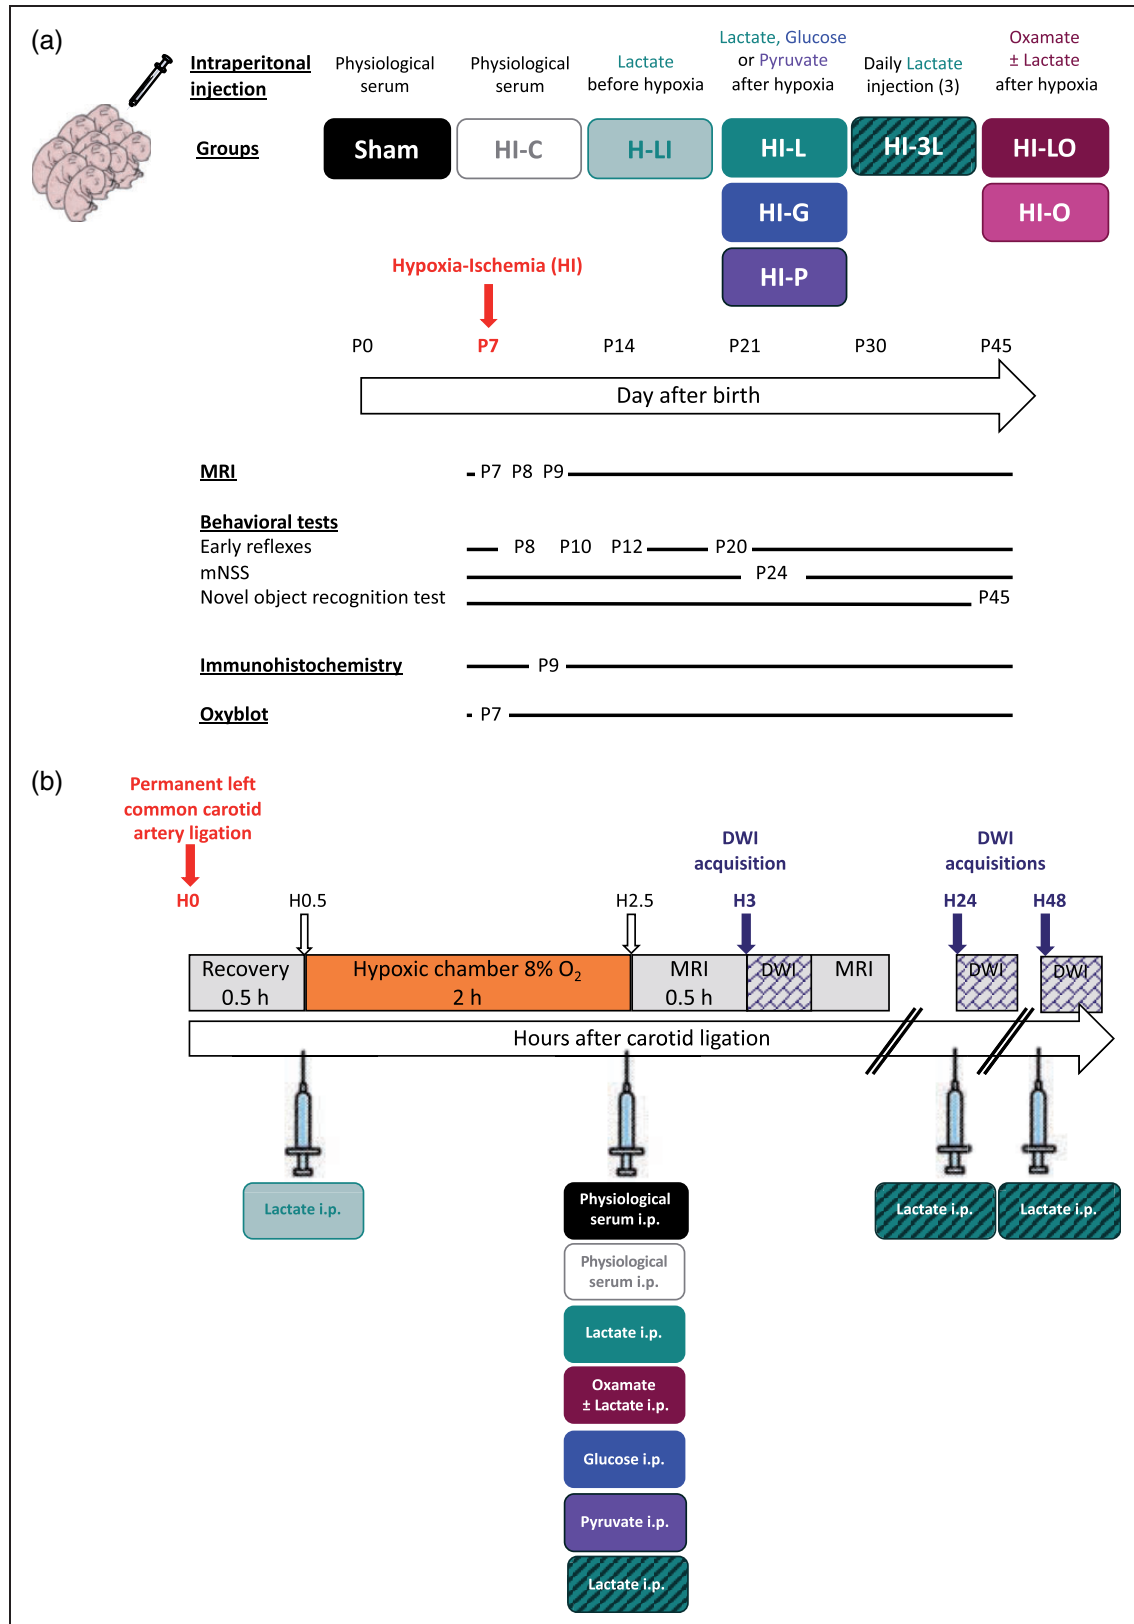 (a)
Intraperitonal
injection
Physiological
serum
Physiological
serum
Lactate
before hypoxia
Lactate, Glucose
or Pyruvate
after hypoxia
Daily Lactate
injection (3)
Oxamate
± Lactate
after hypoxia
Groups
Sham
HI-C
H-LI
HI-L
HI-3L
HI-LO
HI-G
HI-O
HI-P
Hypoxia-Ischemia (HI)
P0 P7 P14 P21 P30 P45
Day after birth
MRI P7 P8 P9
Behavioral tests
Early reflexes P8 P10 P12 P20
mNSS P24
Novel object recognition test P45
Immunohistochemistry P9
Oxyblot P7
(b)
Permanent left
common carotid
artery ligation
DWI
acquisition
DWI
acquisitions
H0 H0.5 H2.5 H3 H24 H48
Recovery
0.5 h
Hypoxic chamber 8% O₂
2 h
MRI
0.5 h
DWI
MRI
DWI
DWI
Hours after carotid ligation
Lactate i.p.
Physiological
serum i.p.
Lactate i.p.
Lactate i.p.
Physiological
serum i.p.
Lactate i.p.
Oxamate
± Lactate i.p.
Glucose i.p.
Pyruvate i.p.
Lactate i.p.